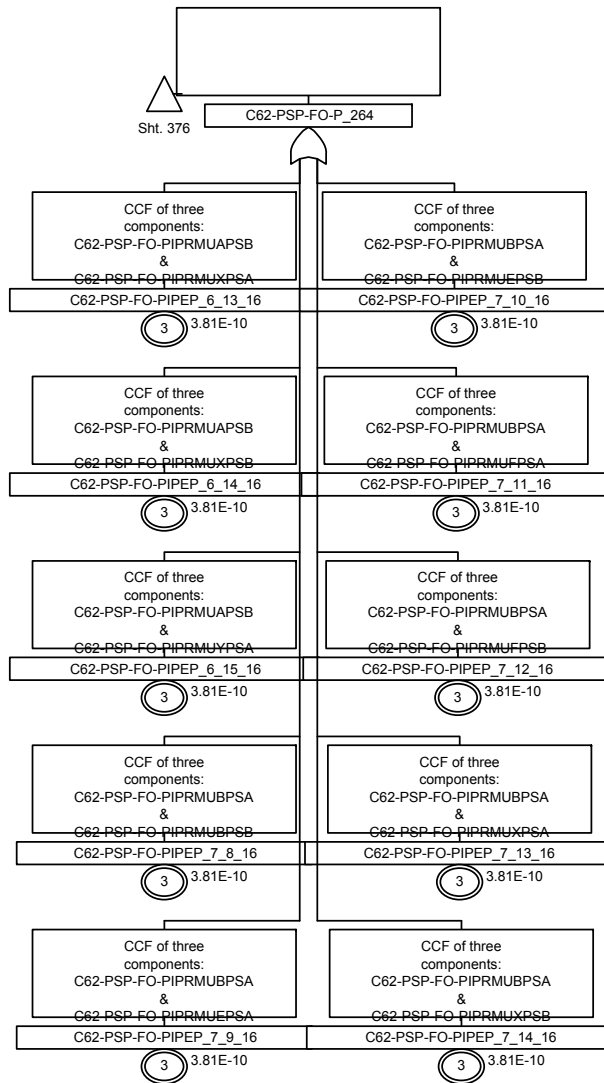 Sht. 376
C62-PSP-FO-P_264
CCF of three
components:
C62-PSP-FO-PIPRMUAPSB
&
C62-PSP-FO-PIPRMUXPSA
C62-PSP-FO-PIPEP_6_13_16
3
3.81E-10
CCF of three
components:
C62-PSP-FO-PIPRMUBPSA
&
C62-PSP-FO-PIPRMUEPSB
C62-PSP-FO-PIPEP_7_10_16
3
3.81E-10
CCF of three
components:
C62-PSP-FO-PIPRMUAPSB
&
C62-PSP-FO-PIPRMUXPSB
C62-PSP-FO-PIPEP_6_14_16
3
3.81E-10
CCF of three
components:
C62-PSP-FO-PIPRMUBPSA
&
C62-PSP-FO-PIPRMUFPSA
C62-PSP-FO-PIPEP_7_11_16
3
3.81E-10
CCF of three
components:
C62-PSP-FO-PIPRMUAPSB
&
C62-PSP-FO-PIPRMUYPSA
C62-PSP-FO-PIPEP_6_15_16
3
3.81E-10
CCF of three
components:
C62-PSP-FO-PIPRMUBPSA
&
C62-PSP-FO-PIPRMUFPSB
C62-PSP-FO-PIPEP_7_12_16
3
3.81E-10
CCF of three
components:
C62-PSP-FO-PIPRMUBPSA
&
C62-PSP-FO-PIPRMUBPSB
C62-PSP-FO-PIPEP_7_8_16
3
3.81E-10
CCF of three
components:
C62-PSP-FO-PIPRMUBPSA
&
C62-PSP-FO-PIPRMUXPSA
C62-PSP-FO-PIPEP_7_13_16
3
3.81E-10
CCF of three
components:
C62-PSP-FO-PIPRMUBPSA
&
C62-PSP-FO-PIPRMUEPSA
C62-PSP-FO-PIPEP_7_9_16
3
3.81E-10
CCF of three
components:
C62-PSP-FO-PIPRMUBPSA
&
C62-PSP-FO-PIPRMUXPSB
C62-PSP-FO-PIPEP_7_14_16
3
3.81E-10